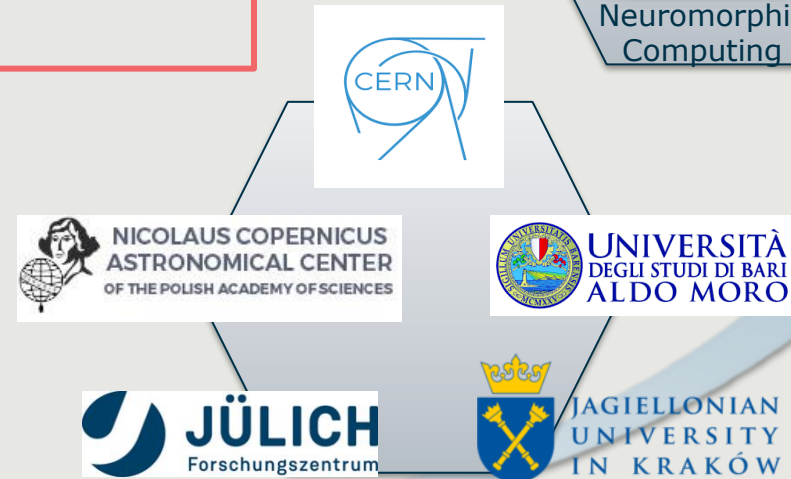 Neuromorphi
Computing
CERN
NICOLAUS COPERNICUS
ASTRONOMICAL CENTER
OF THE POLISH ACADEMY OF SCIENCES
UNIVERSITÀ
DEGLI STUDI DI BARI
ALDO MORO
JÜLICH
Forschungszentrum
JAGIELLONIAN
UNIVERSITY
IN KRAKÓW